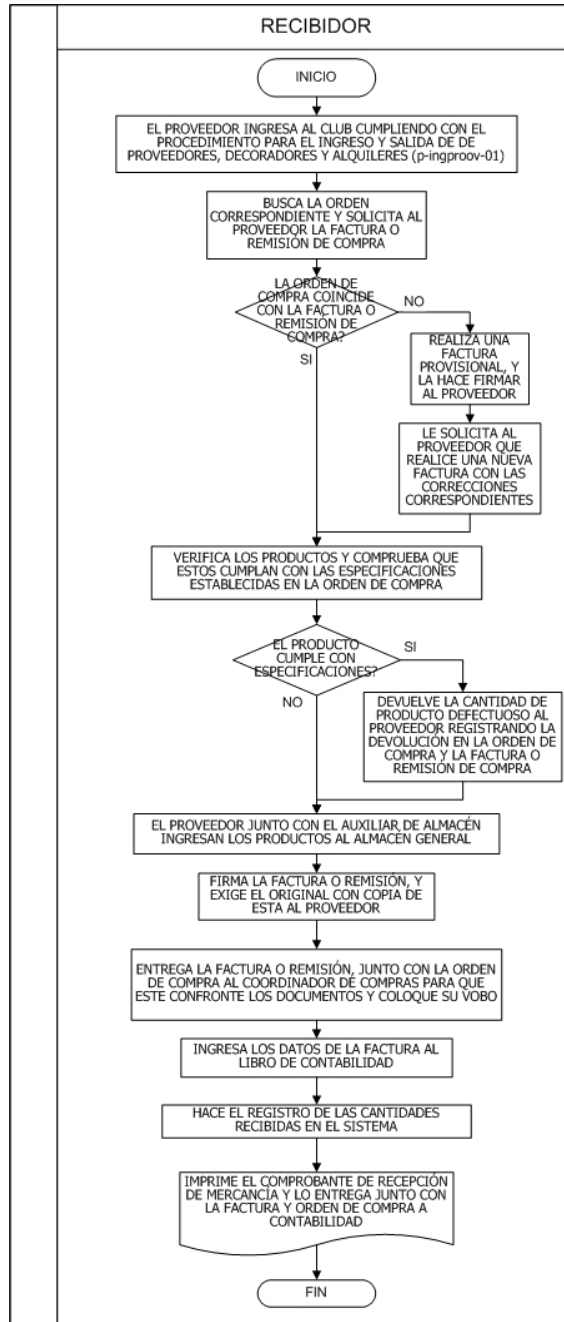 RECIBIDOR
INICIO
EL PROVEEDOR INGRESA AL CLUB CUMPLIENDO CON EL
PROCEDIMIENTO PARA EL INGRESO Y SALIDA DE DE
PROVEEDORES, DECORADORES Y ALQUILERES (p-ingproov-01)
BUSCA LA ORDEN
CORRESPONDIENTE Y SOLICITA AL
PROVEEDOR LA FACTURA O
REMISIÓN DE COMPRA
LA ORDEN DE
COMPRA COINCIDE
CON LA FACTURA O
REMISIÓN DE
COMPRA?
NO
SI
REALIZA UNA
FACTURA
PROVISIONAL, Y
LA HACE FIRMAR
AL PROVEEDOR
LE SOLICITA AL
PROVEEDOR QUE
REALICE UNA NUEVA
FACTURA CON LAS
CORRECCIONES
CORRESPONDIENTES
VERIFICA LOS PRODUCTOS Y COMPRUEBA QUE
ESTOS CUMPLAN CON LAS ESPECIFICACIONES
ESTABLECIDAS EN LA ORDEN DE COMPRA
EL PRODUCTO
CUMPLE CON
ESPECIFICACIONES?
SI
NO
DEVUELVE LA CANTIDAD DE
PRODUCTO DEFECTUOSO AL
PROVEEDOR REGISTRANDO LA
DEVOLUCIÓN EN LA ORDEN DE
COMPRA Y LA FACTURA O
REMISIÓN DE COMPRA
EL PROVEEDOR JUNTO CON EL AUXILIAR DE ALMACÉN
INGRESAN LOS PRODUCTOS AL ALMACÉN GENERAL
FIRMA LA FACTURA O REMISIÓN, Y
EXIGE EL ORIGINAL CON COPIA DE
ESTA AL PROVEEDOR
ENTREGA LA FACTURA O REMISIÓN, JUNTO CON LA ORDEN
DE COMPRA AL COORDINADOR DE COMPRAS PARA QUE
ESTE CONFRONTE LOS DOCUMENTOS Y COLOQUE SU VOBO
INGRESA LOS DATOS DE LA FACTURA AL
LIBRO DE CONTABILIDAD
HACE EL REGISTRO DE LAS CANTIDADES
RECIBIDAS EN EL SISTEMA
IMPRIME EL COMPROBANTE DE RECEPCIÓN
DE MERCANCÍA Y LO ENTREGA JUNTO CON
LA FACTURA Y ORDEN DE COMPRA A
CONTABILIDAD
FIN